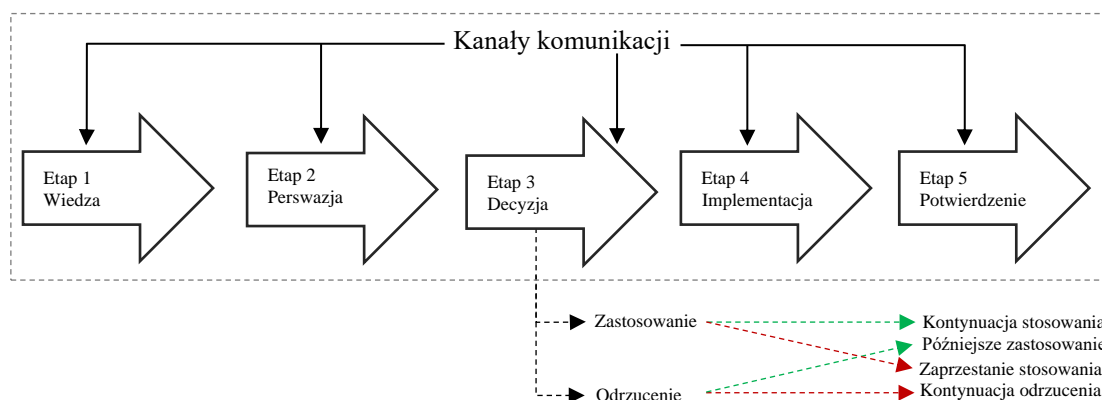 Kanały komunikacji
Etap 1
Wiedza
Etap 2
Perswazja
Etap 3
Decyzja
Etap 4
Implementacja
Etap 5
Potwierdzenie
Zastosowanie
Odrzucenie
Kontynuacja stosowania
Późniejsze zastosowanie
Zaprzestanie stosowania
Kontynuacja odrzucenia